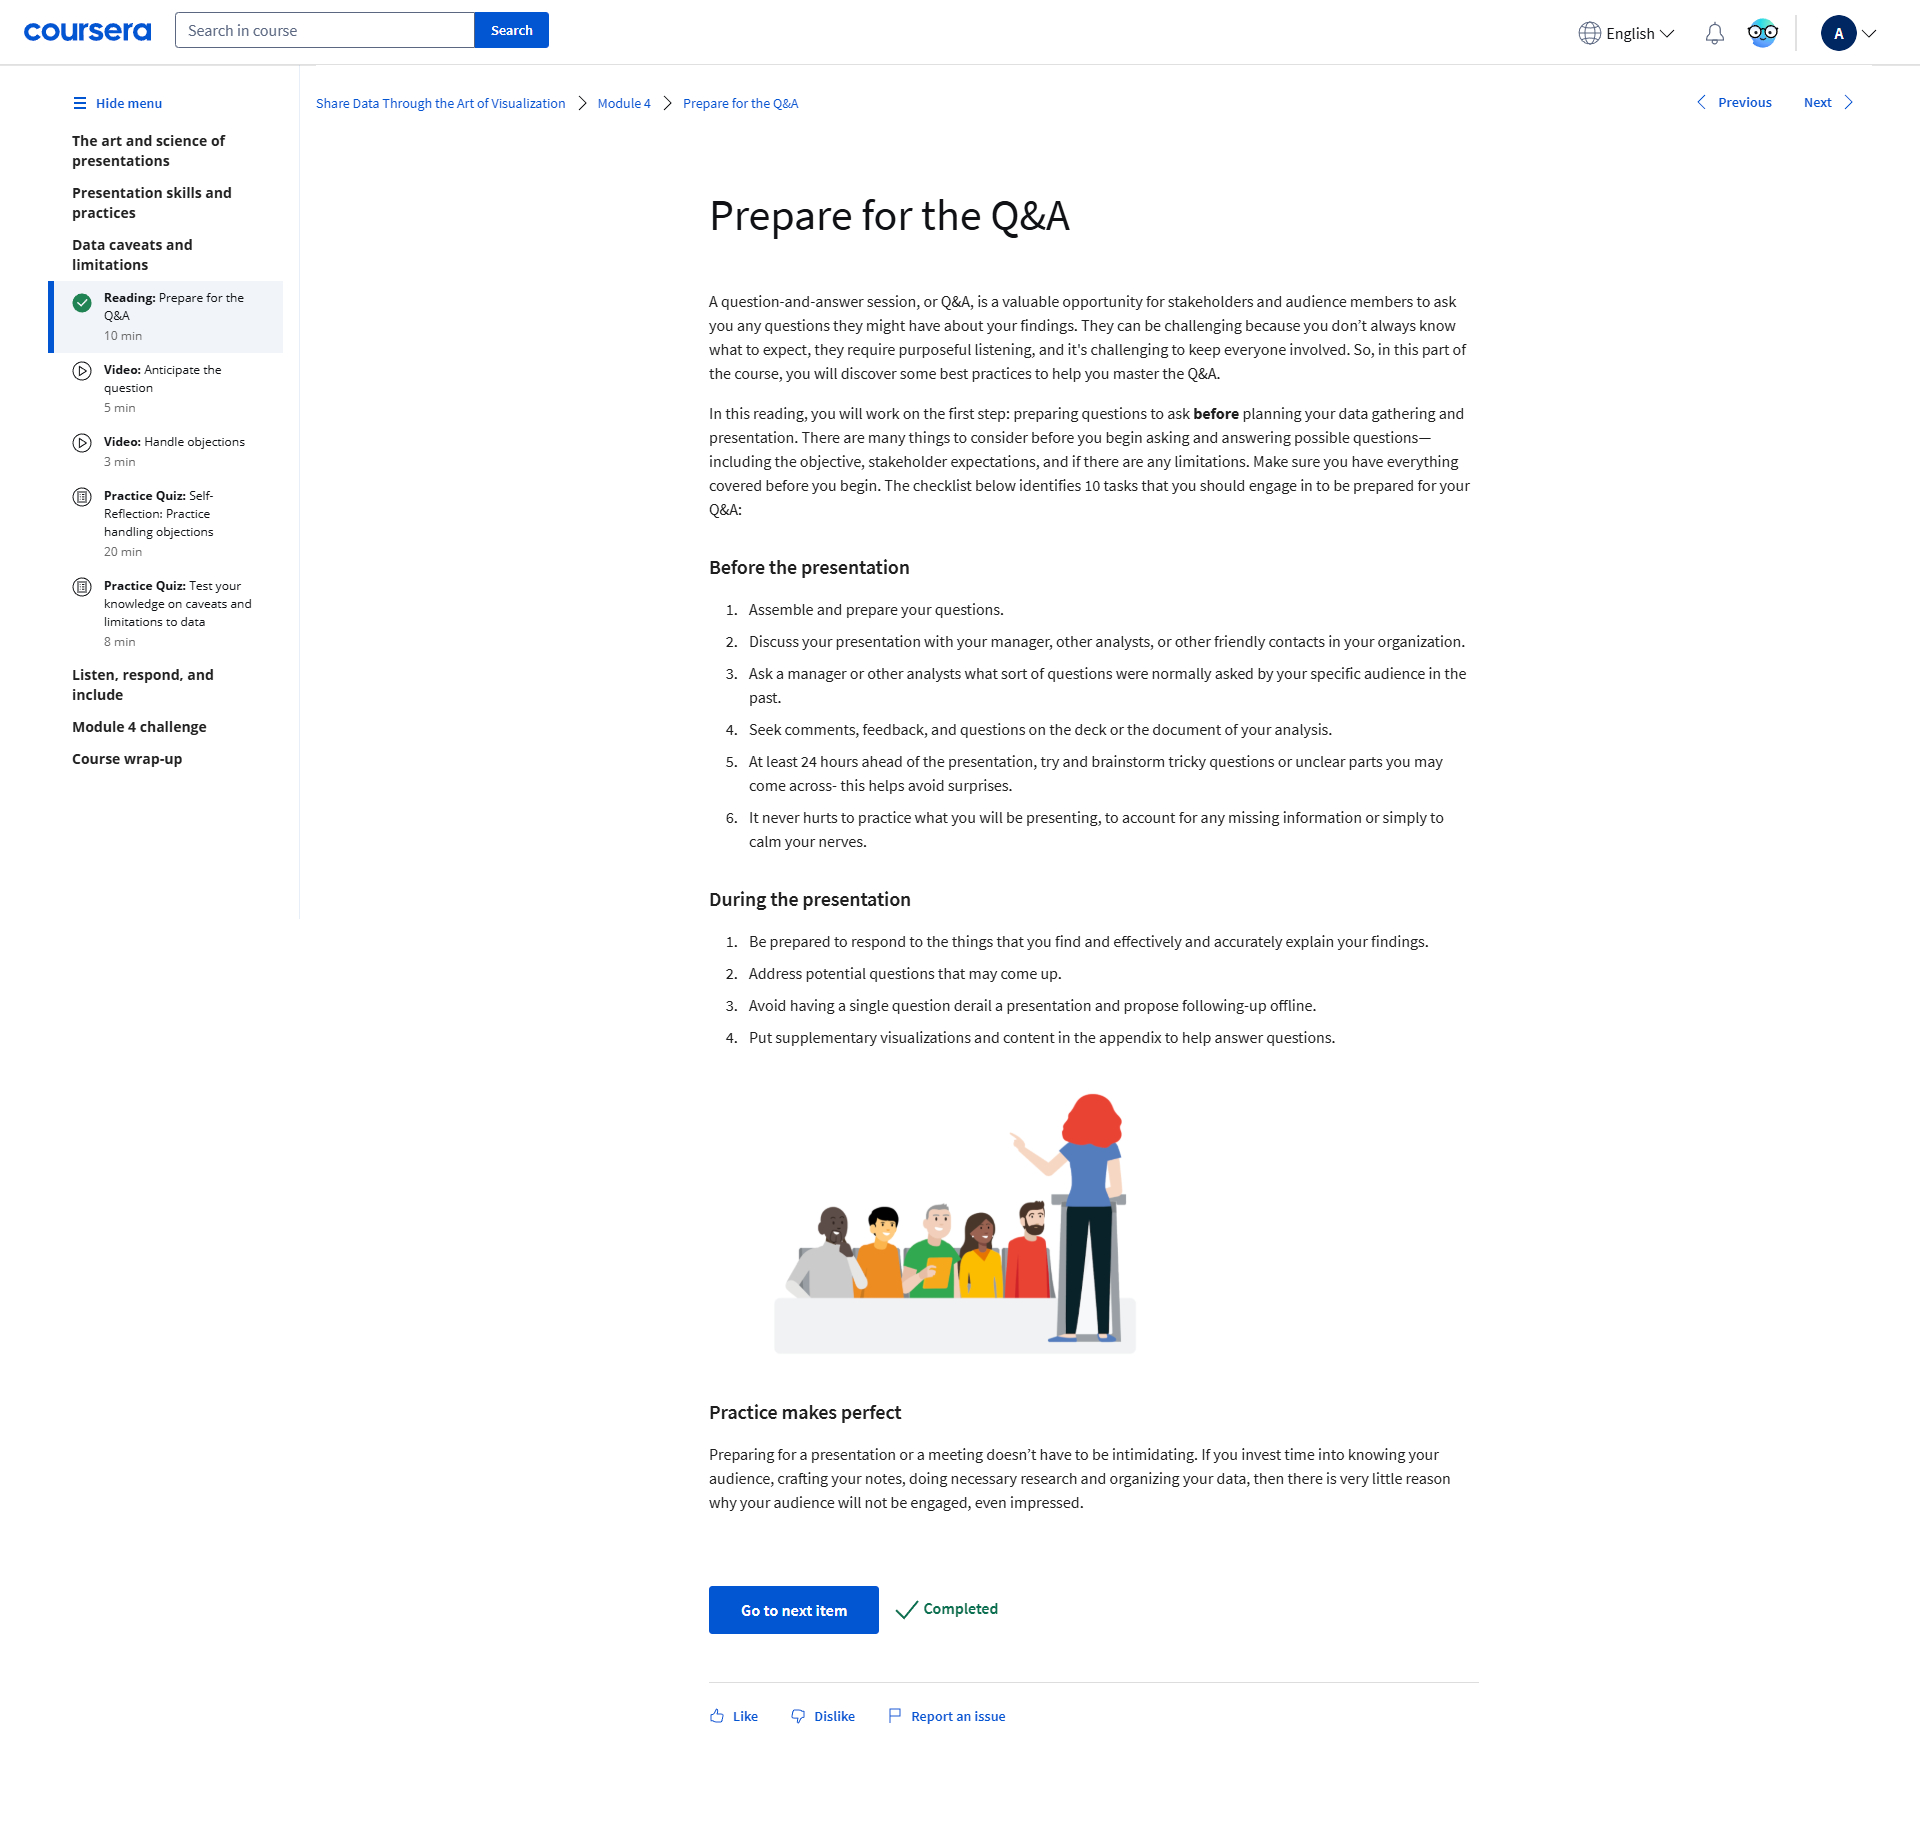 coursera
Search in course
Search
English
A
Hide menu
The art and science of
presentations
Presentation skills and
practices
Data caveats and
limitations
Reading: Prepare for the
Q&A
10 min
Video: Anticipate the
question
5 min
Video: Handle objections
3 min
Practice Quiz: Self-
Reflection: Practice
handling objections
20 min
Practice Quiz: Test your
knowledge on caveats and
limitations to data
8 min
Listen, respond, and
include
Module 4 challenge
Course wrap-up
Share Data Through the Art of Visualization
Module 4
Prepare for the Q&A
Previous
Next
Prepare for the Q&A
A question-and-answer session, or Q&A, is a valuable opportunity for stakeholders and audience members to ask
you any questions they might have about your findings. They can be challenging because you don’t always know
what to expect, they require purposeful listening, and it's challenging to keep everyone involved. So, in this part of
the course, you will discover some best practices to help you master the Q&A.
In this reading, you will work on the first step: preparing questions to ask before planning your data gathering and
presentation. There are many things to consider before you begin asking and answering possible questions—
including the objective, stakeholder expectations, and if there are any limitations. Make sure you have everything
covered before you begin. The checklist below identifies 10 tasks that you should engage in to be prepared for your
Q&A:
Before the presentation
1. Assemble and prepare your questions.
2. Discuss your presentation with your manager, other analysts, or other friendly contacts in your organization.
3. Ask a manager or other analysts what sort of questions were normally asked by your specific audience in the
past.
4. Seek comments, feedback, and questions on the deck or the document of your analysis.
5. At least 24 hours ahead of the presentation, try and brainstorm tricky questions or unclear parts you may
come across- this helps avoid surprises.
6. It never hurts to practice what you will be presenting, to account for any missing information or simply to
calm your nerves.
During the presentation
1. Be prepared to respond to the things that you find and effectively and accurately explain your findings.
2. Address potential questions that may come up.
3. Avoid having a single question derail a presentation and propose following-up offline.
4. Put supplementary visualizations and content in the appendix to help answer questions.
Practice makes perfect
Preparing for a presentation or a meeting doesn’t have to be intimidating. If you invest time into knowing your
audience, crafting your notes, doing necessary research and organizing your data, then there is very little reason
why your audience will not be engaged, even impressed.
Go to next item
Completed
Like
Dislike
Report an issue